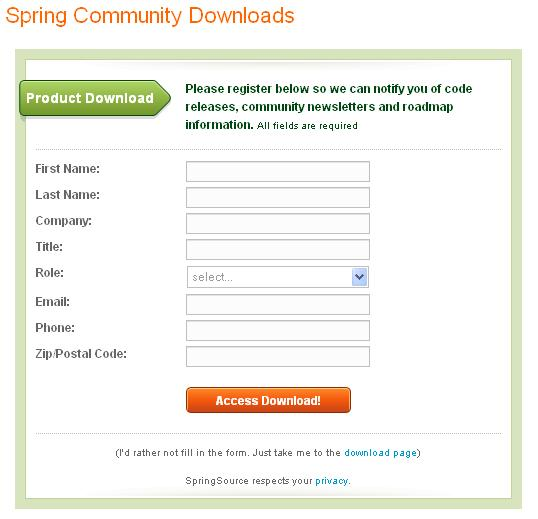 Spring Community Downloads
Product Download
Please register below so we can notify you of code
releases, community newsletters and roadmap
information. All fields are required
First Name:
Last Name:
Company:
Title:
Role:
select...
Email:
Phone:
Zip/Postal Code:
Access Download!
(I'd rather not fill in the form. Just take me to the download page)
SpringSource respects your privacy.